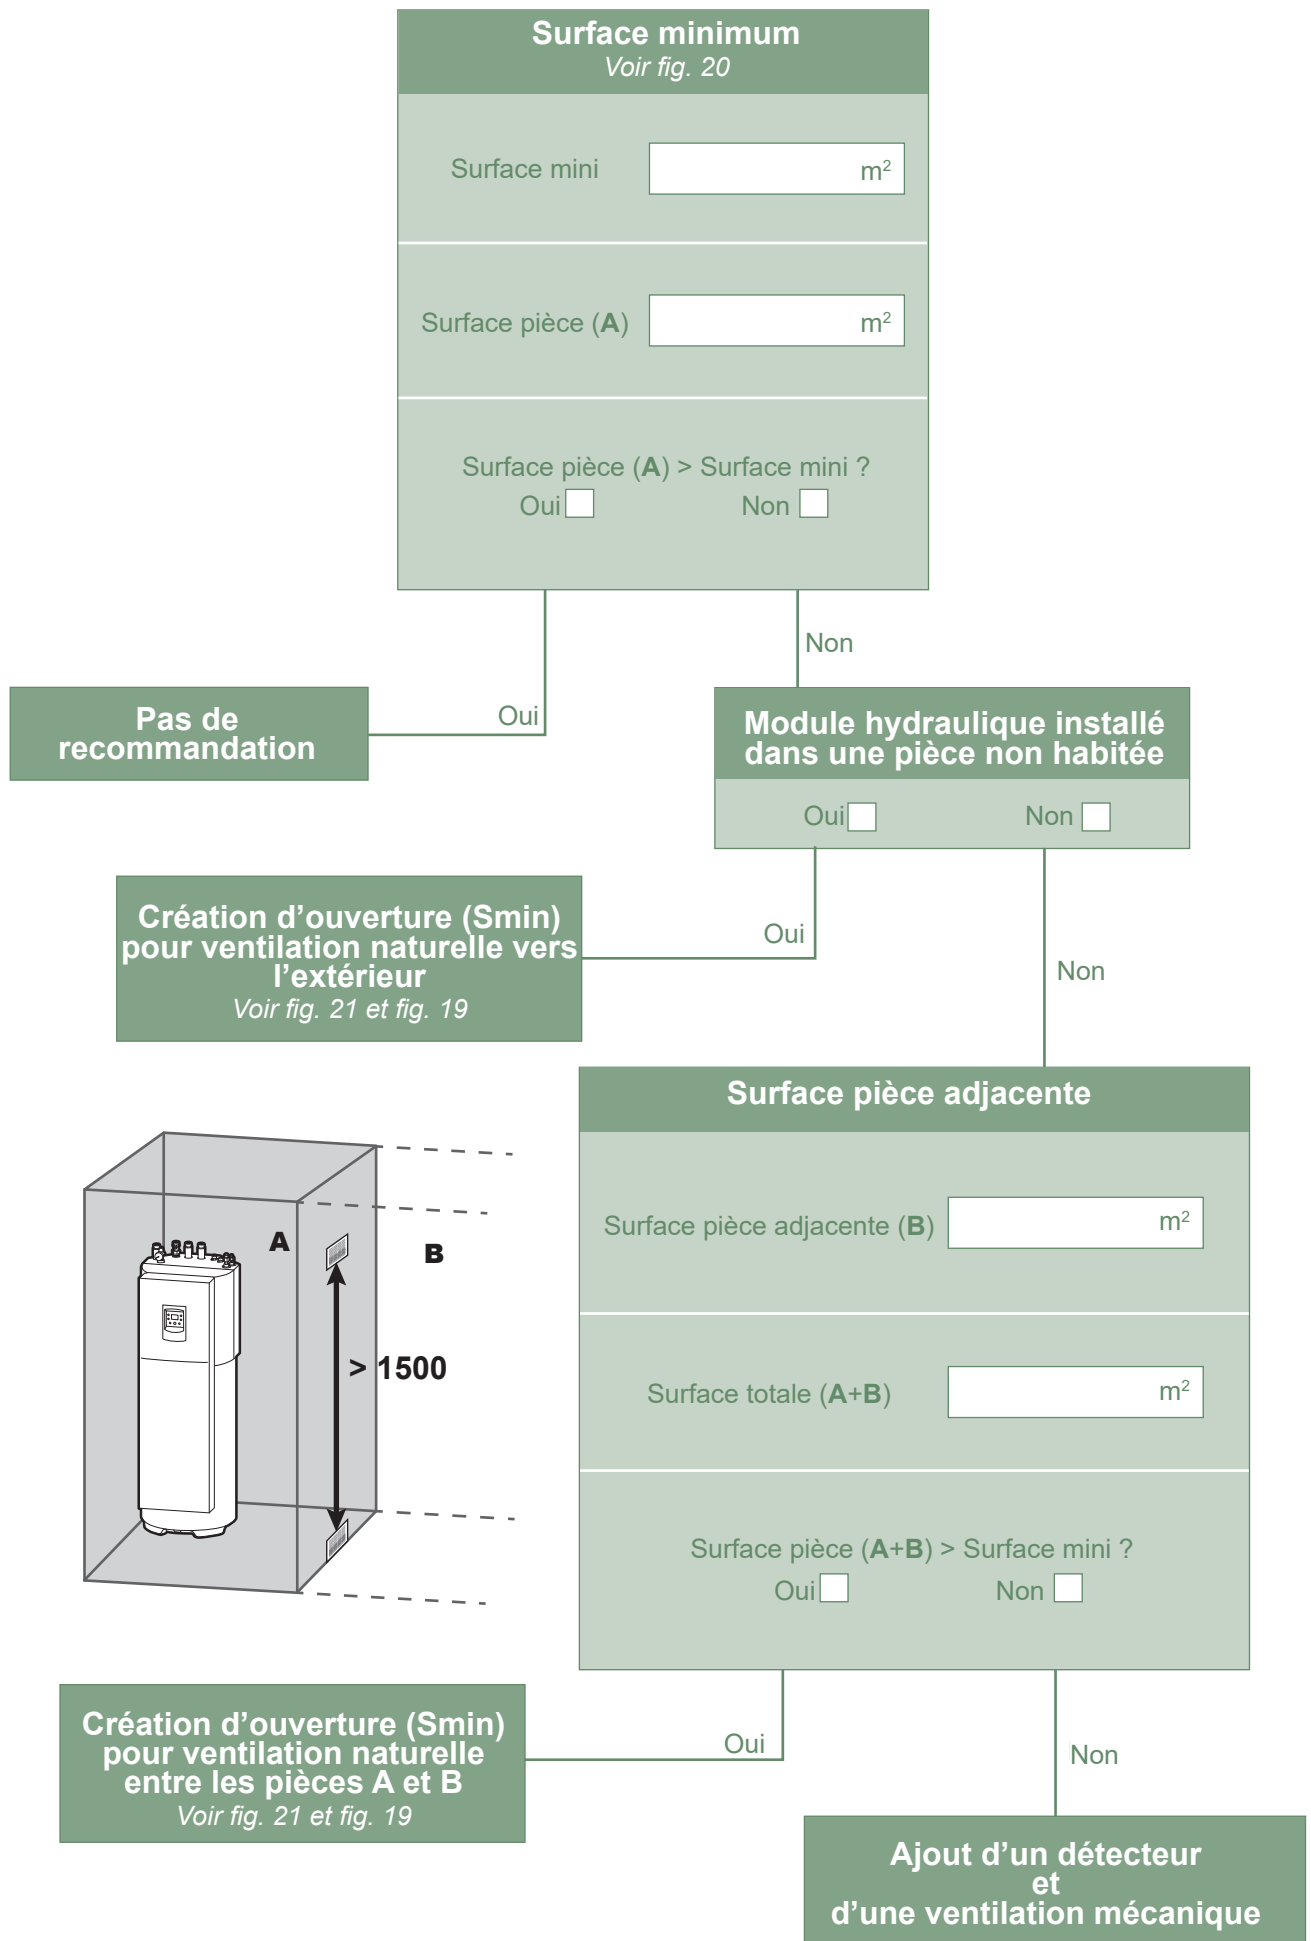 Surface minimum
Voir fig. 20
Surface mini
m²
Surface pièce (A)
m²
Surface pièce (A) > Surface mini ?
Oui Non
Non
Oui
Pas de
recommandation
Module hydraulique installé
dans une pièce non habitée
Oui Non
Oui
Non
Création d’ouverture (Smin)
pour ventilation naturelle vers
l’extérieur
Voir fig. 21 et fig. 19
Surface pièce adjacente
Surface pièce adjacente (B)
m²
Surface totale (A+B)
m²
Surface pièce (A+B) > Surface mini ?
Oui Non
A
B
> 1500
Oui
Non
Création d’ouverture (Smin)
pour ventilation naturelle
entre les pièces A et B
Voir fig. 21 et fig. 19
Ajout d’un détecteur
et
d’une ventilation mécanique